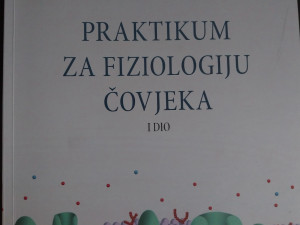 PRAKTIKUM
ZA FIZIOLOGIJU
ČOVJEKA
I DIO